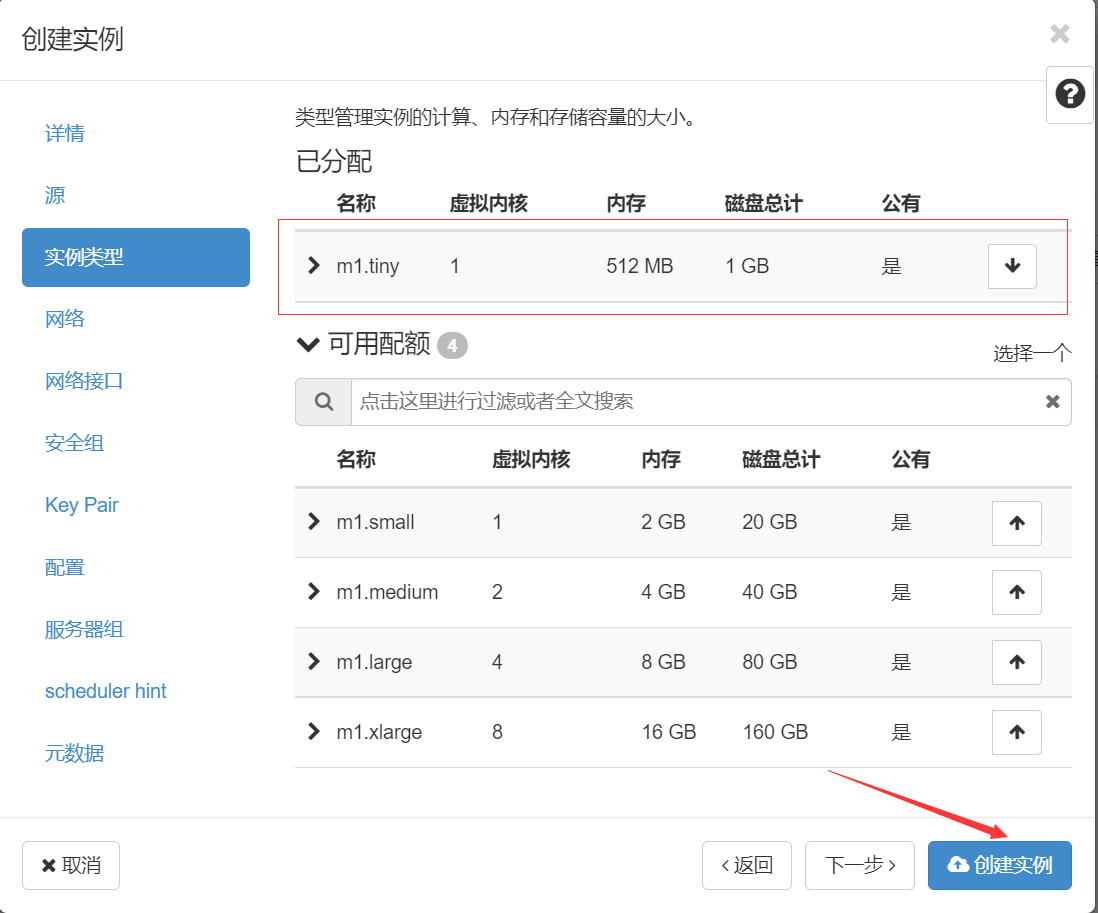 创建实例
详情
源
实例类型
网络
网络接口
安全组
Key Pair
配置
服务器组
scheduler hint
元数据
类型管理实例的计算、内存和存储容量的大小。
已分配
名称 虚拟内核 内存 磁盘总计 公有
m1.tiny 1 512 MB 1 GB 是
可用配额 4
选择一个
点击这里进行过滤或者全文搜索
名称 虚拟内核 内存 磁盘总计 公有
m1.small 1 2 GB 20 GB 是
m1.medium 2 4 GB 40 GB 是
m1.large 4 8 GB 80 GB 是
m1.xlarge 8 16 GB 160 GB 是
取消 返回 下一步 创建实例